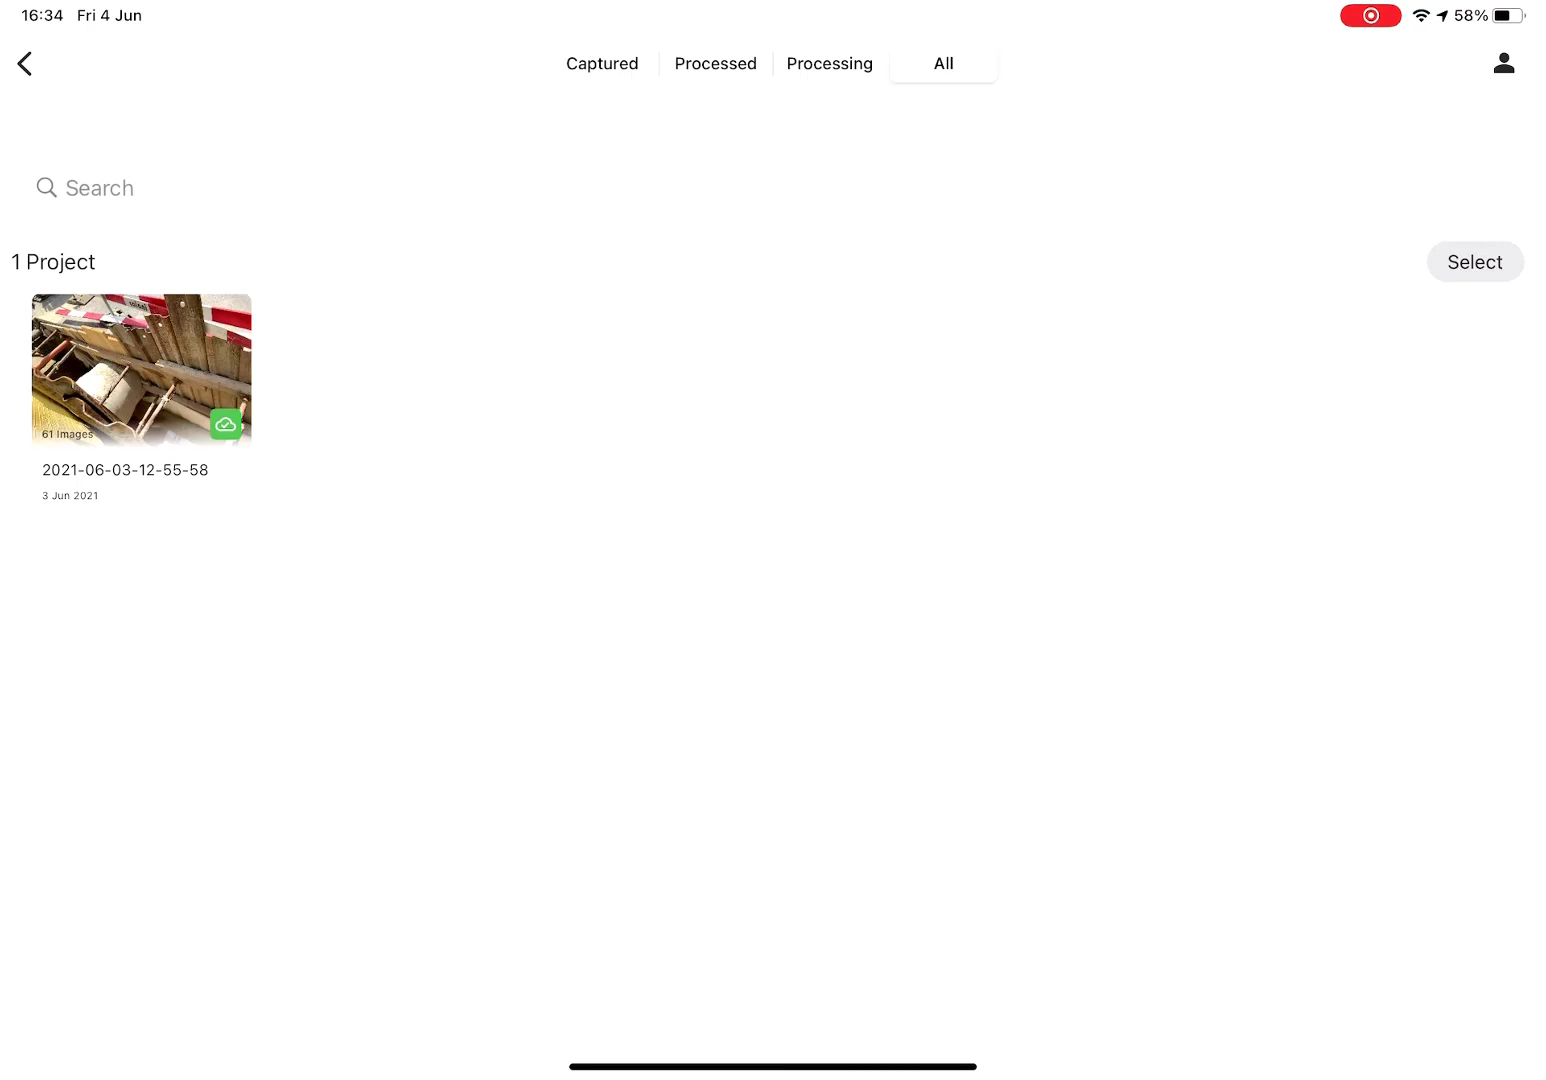 16:34 Fri 4 Jun
58%
Captured Processed Processing All
Search
1 Project
Select
61 Images
2021-06-03-12-55-58
3 Jun 2021